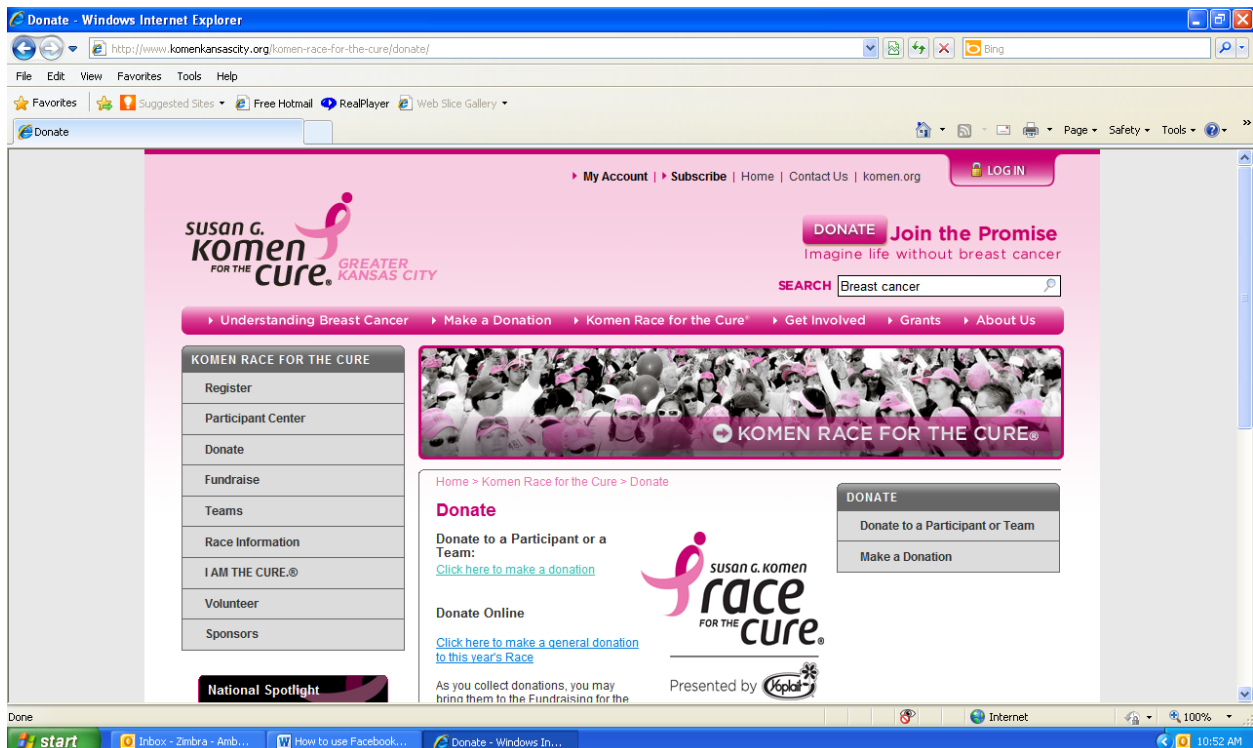 Donate - Windows Internet Explorer
http://www.komenkansascity.org/komen-race-for-the-cure/donate/
Bing
File Edit View Favorites Tools Help
Favorites Suggested Sites Free Hotmail RealPlayer Web Slice Gallery
Donate
Page Safety Tools
My Account | Subscribe | Home | Contact Us | komen.org
LOG IN
susan G.
Komen
FOR THE
cure®
GREATER
KANSAS CITY
DONATE Join the Promise
Imagine life without breast cancer
SEARCH Breast cancer
Understanding Breast Cancer Make a Donation Komen Race for the Cure® Get Involved Grants About Us
KOMEN RACE FOR THE CURE
Register
Participant Center
Donate
Fundraise
Teams
Race Information
I AM THE CURE.®
Volunteer
Sponsors
National Spotlight
KOMEN RACE FOR THE CURE®
Home > Komen Race for the Cure > Donate
Donate
Donate to a Participant or a
Team:
Click here to make a donation
Donate Online
Click here to make a general donation
to this year's Race
As you collect donations, you may
bring them to the Fundraising for the
susan G. Komen
race
FOR THE
cure®
Presented by Yoplait
DONATE
Donate to a Participant or Team
Make a Donation
Done
Internet
100%
start
Inbox - Zimbra - Amb...
How to use Facebook...
Donate - Windows In...
10:52 AM